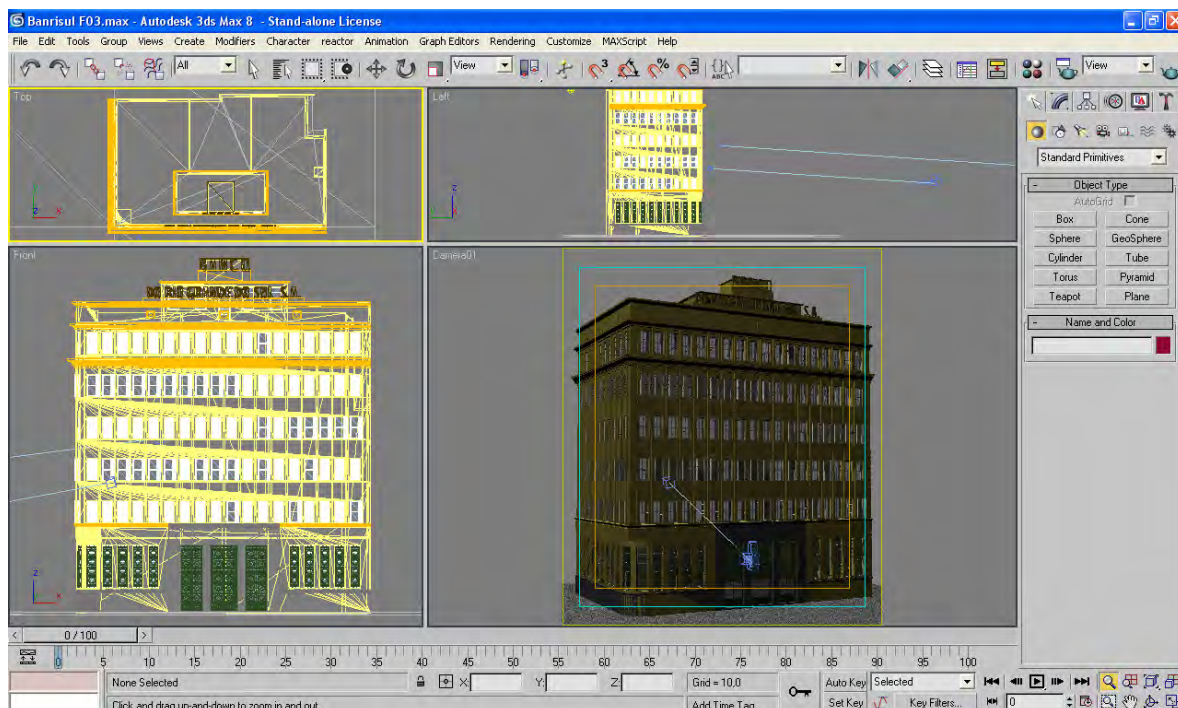 Banrisul F03.max - Autodesk 3ds Max 8 - Stand-alone License
File Edit Tools Group Views Create Modifiers Character reactor Animation Graph Editors Rendering Customize MAXScript Help
All View View
Top Left
Standard Primitives
- Object Type
AutoGrid
Box Cone
Sphere GeoSphere
Cylinder Tube
Torus Pyramid
Teapot Plane
- Name and Color
Front Camera01
DO RIO GRANDE DO SUL S.A.
S.A.
< 0 / 100 >
0 5 10 15 20 25 30 35 40 45 50 55 60 65 70 75 80 85 90 95 100
None Selected X: Y: Z: Grid = 10,0 Auto Key Selected
Click and drag up-and-down to zoom in and out Add Time Tag Set Key Key Filters... 0